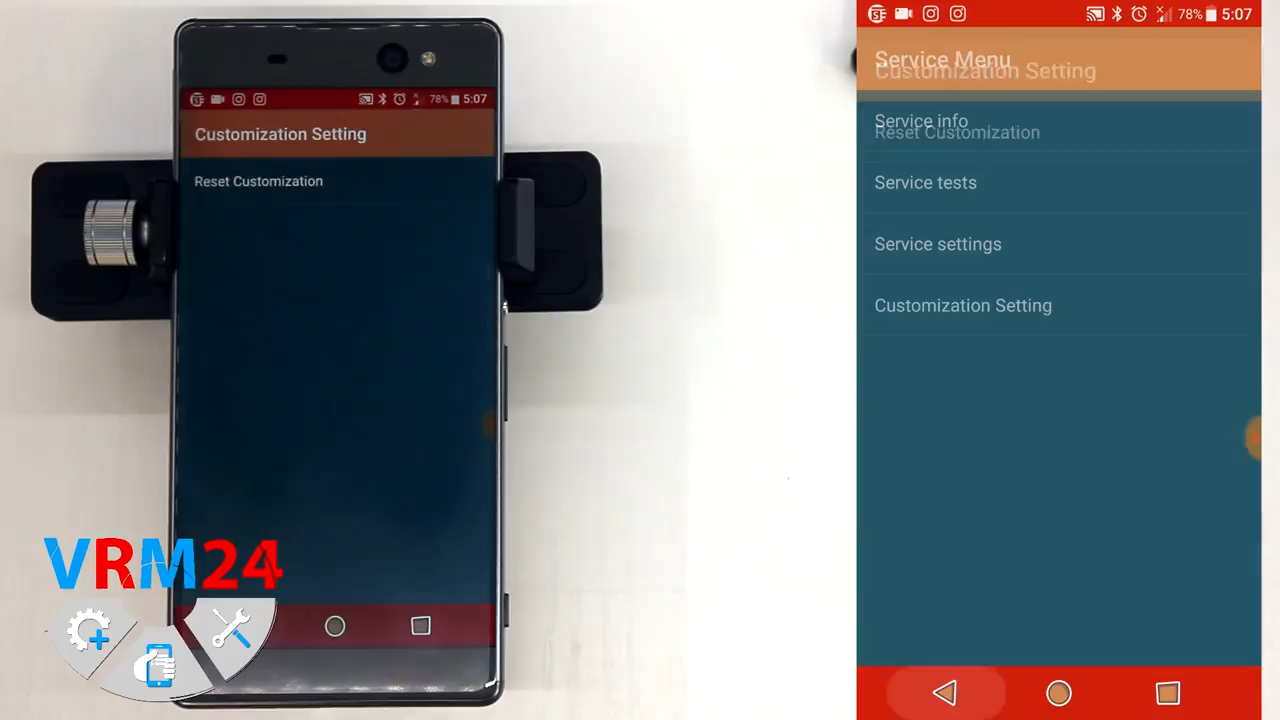 78% 5:07
Customization Setting
Reset Customization
VRM24
78% 5:07
Service Menu
Customization Setting
Service info
Reset Customization
Service tests
Service settings
Customization Setting